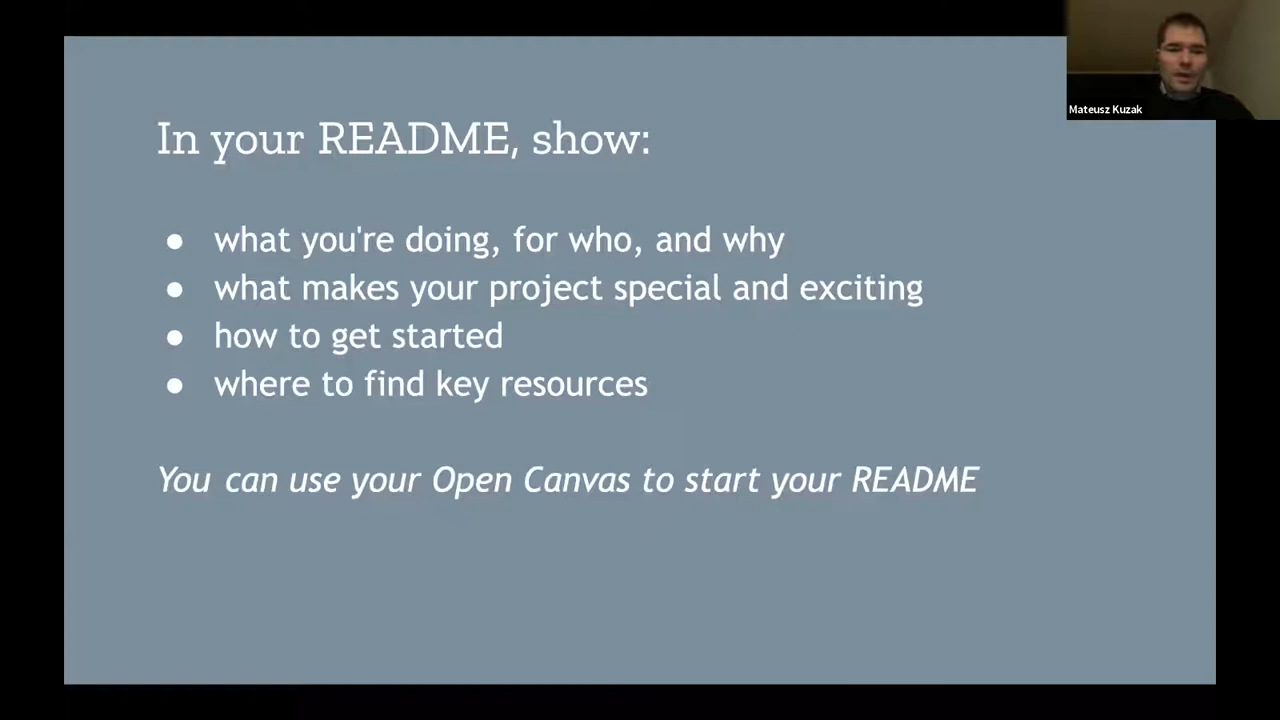 In your README, show:
● what you're doing, for who, and why
● what makes your project special and exciting
● how to get started
● where to find key resources
You can use your Open Canvas to start your README
Mateusz Kuzak